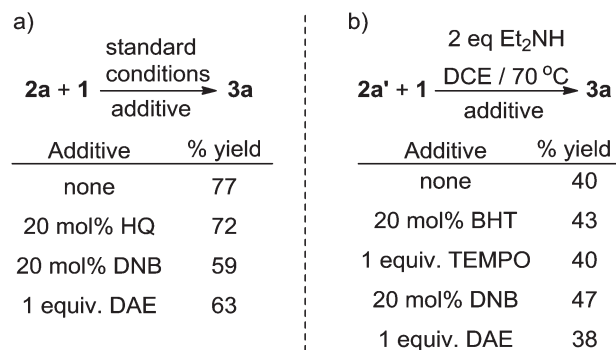 a)
standard
conditions
2a + 1 → 3a
additive
Additive % yield
none 77
20 mol% HQ 72
20 mol% DNB 59
1 equiv. DAE 63
b)
2 eq Et₂NH
2a' + 1 DCE / 70 °C → 3a
additive
Additive % yield
none 40
20 mol% BHT 43
1 equiv. TEMPO 40
20 mol% DNB 47
1 equiv. DAE 38